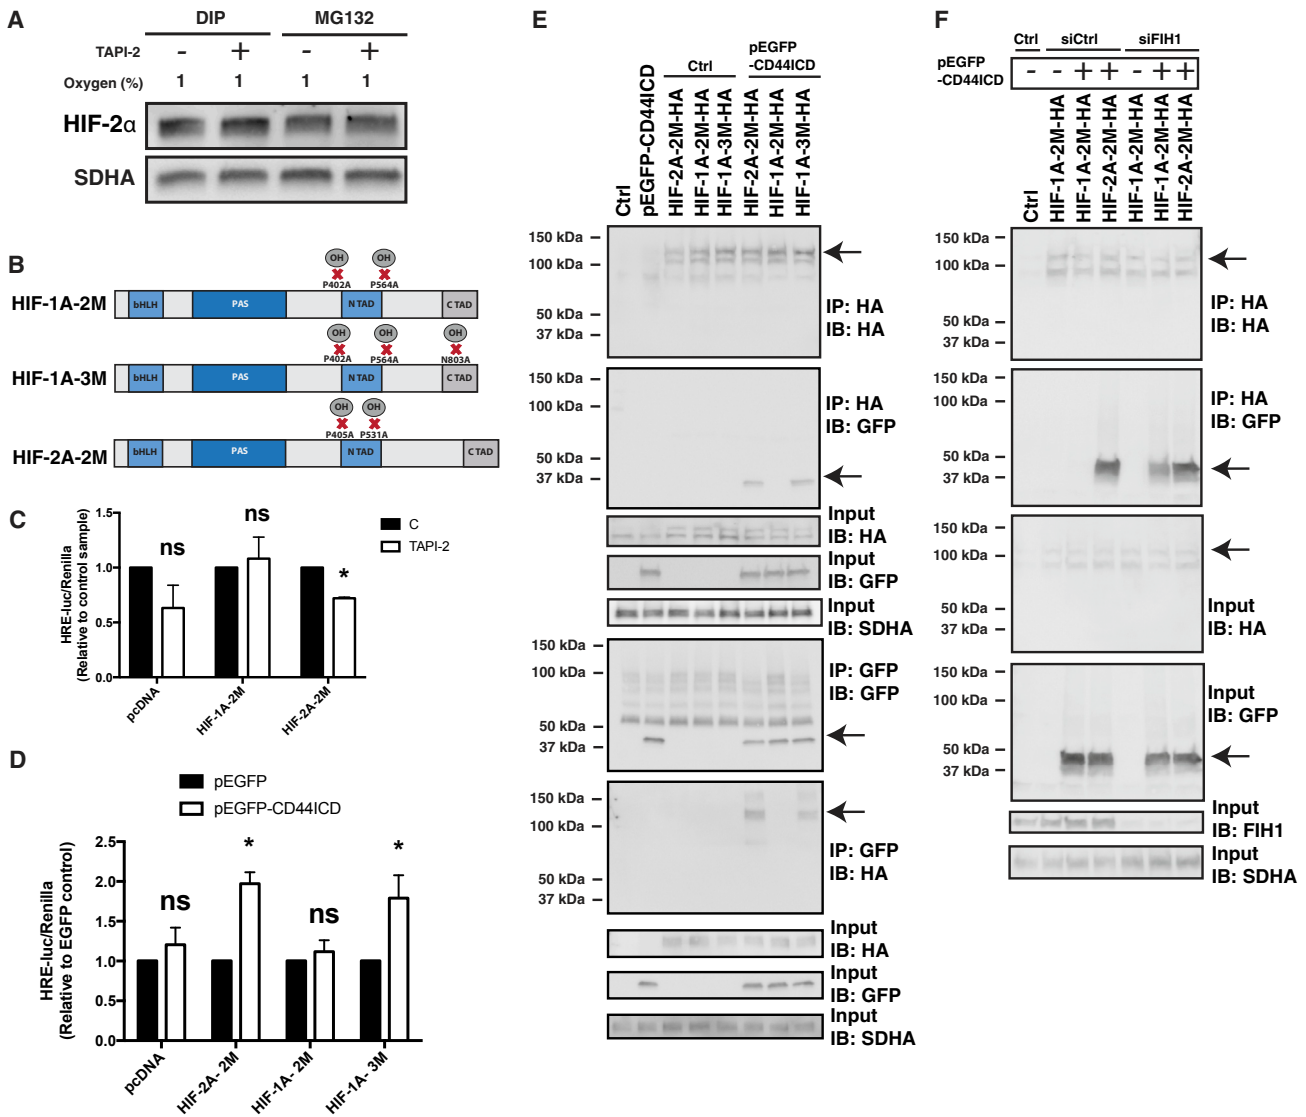 A
DIP MG132
TAPI-2 - + - +
Oxygen (%) 1 1 1 1
HIF-2α
SDHA
B
OH OH
P402A P564A
HIF-1A-2M bHLH PAS N TAD C TAD
OH OH OH
P402A P564A N803A
HIF-1A-3M bHLH PAS N TAD C TAD
OH OH
P405A P531A
HIF-2A-2M bHLH PAS N TAD C TAD
C
HRE-luc/Renilla
(Relative to control sample)
1.5
1.0
0.5
0.0
ns ns *
C
TAPI-2
pcDNA HIF-1A-2M HIF-2A-2M
D
pEGFP
pEGFP-CD44ICD
HRE-luc/Renilla
(Relative to EGFP control)
2.5
2.0
1.5
1.0
0.5
0.0
ns * ns *
pcDNA HIF-2A- 2M HIF-1A- 2M HIF-1A- 3M
E
Ctrl
pEGFP
-CD44ICD
Ctrl
pEGFP-CD44ICD
HIF-2A-2M-HA
HIF-1A-2M-HA
HIF-1A-3M-HA
HIF-2A-2M-HA
HIF-1A-2M-HA
HIF-1A-3M-HA
150 kDa
100 kDa
50 kDa
37 kDa
IP: HA
IB: HA
150 kDa
100 kDa
50 kDa
37 kDa
IP: HA
IB: GFP
Input
IB: HA
Input
IB: GFP
Input
IB: SDHA
150 kDa
100 kDa
50 kDa
37 kDa
IP: GFP
IB: GFP
150 kDa
100 kDa
50 kDa
37 kDa
IP: GFP
IB: HA
Input
IB: HA
Input
IB: GFP
Input
IB: SDHA
F
Ctrl siCtrl siFIH1
pEGFP
-CD44ICD
- - + + - + +
Ctrl
HIF-1A-2M-HA
HIF-1A-2M-HA
HIF-2A-2M-HA
HIF-1A-2M-HA
HIF-1A-2M-HA
HIF-2A-2M-HA
150 kDa
100 kDa
50 kDa
37 kDa
IP: HA
IB: HA
150 kDa
100 kDa
50 kDa
37 kDa
IP: HA
IB: GFP
150 kDa
100 kDa
50 kDa
37 kDa
Input
IB: HA
150 kDa
100 kDa
50 kDa
37 kDa
Input
IB: GFP
Input
IB: FIH1
Input
IB: SDHA